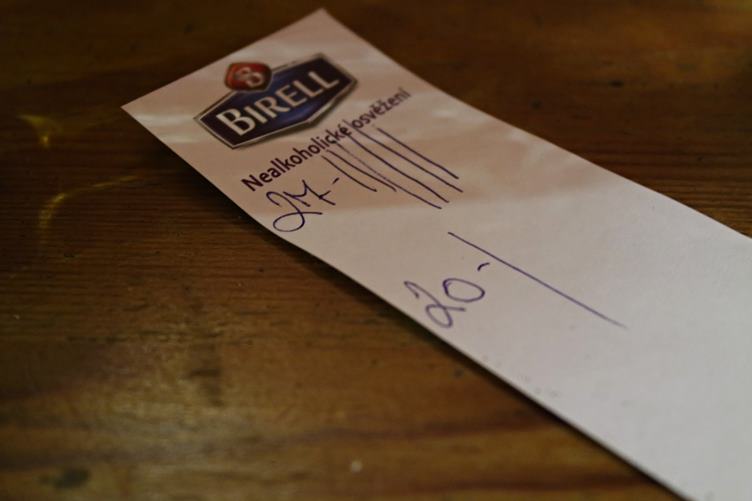 B
BIRELL
Nealkoholické osvěžení
27-|||||||
20-|